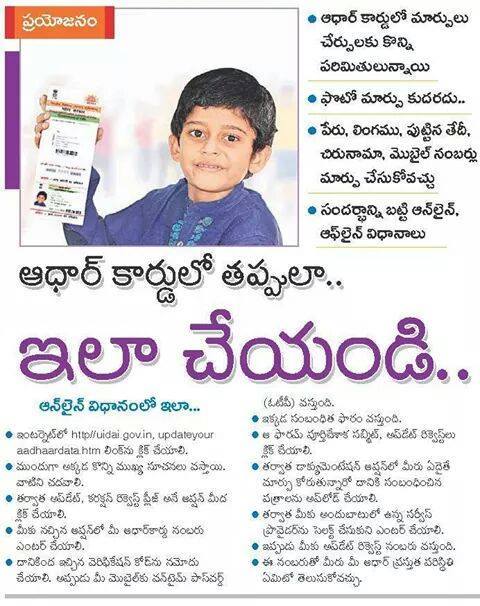 ప్రయోజనం
• ఆధార్ కార్డులో మార్పులు
చేర్పులకు కొన్ని
పరిమితులున్నాయి
• ఫొటో మార్పు కుదరదు..
• పేరు, లింగము, పుట్టిన తేదీ,
చిరునామా, మొబైల్ నంబర్లు
మార్పు చేసుకోవచ్చు
• సందర్భాన్ని బట్టి ఆన్‌లైన్,
ఆఫ్‌లైన్ విధానాలు
ఆధార్ కార్డులో తప్పులా..
ఇలా చేయండి..
ఆన్‌లైన్ విధానంలో ఇలా...
• ఇంటర్నెట్‌లో http//uidai.gov.in, updateyour
aadhaardata.htm లింక్‌ను క్లిక్ చేయాలి.
• ముందుగా అక్కడ కొన్ని ముఖ్య సూచనలు వస్తాయి.
వాటిని చదవాలి.
• తర్వాత అప్‌డేట్, కరక్షన్ రిక్వెస్ట్ ప్లీజ్ అనే ఆప్షన్ మీద
క్లిక్ చేయాలి.
• మీకు నచ్చిన ఆప్షన్‌లో మీ ఆధార్‌కార్డు నంబరు
ఎంటర్ చేయాలి.
• దానికింద ఇచ్చిన వెరిఫికేషన్ కోడ్‌ను నమోదు
చేయాలి. అప్పుడు మీ మొబైల్‌కు వన్‌టైమ్ పాస్‌వర్డ్
(ఓటీపీ) వస్తుంది.
• ఇక్కడ సంబంధిత ఫారం వస్తుంది.
• ఆ ఫారమ్ పూర్తిచేశాక సబ్మిట్, అప్‌డేట్ రిక్వెస్ట్‌లు
క్లిక్ చేయాలి.
• తర్వాత డాక్యుమెంటేషన్ ఆప్షన్‌లో మీరు ఏదైతే
మార్పు కోరుతున్నారో దానికి సంబంధించిన
పత్రాలను అప్‌లోడ్ చేయాలి.
• తర్వాత మీకు అందుబాటులో ఉన్న సర్వీస్
ప్రొవైడర్‌ను సెలక్ట్ చేసుకుని ఎంటర్ చేయాలి.
• ఇప్పుడు మీకు అప్‌డేట్ రిక్వెస్ట్ నంబరు వస్తుంది.
• ఈ నంబరుతో మీరు మీ ఆధార్ ప్రస్తుత పరిస్థితి
ఏమిటో తెలుసుకోవచ్చు.